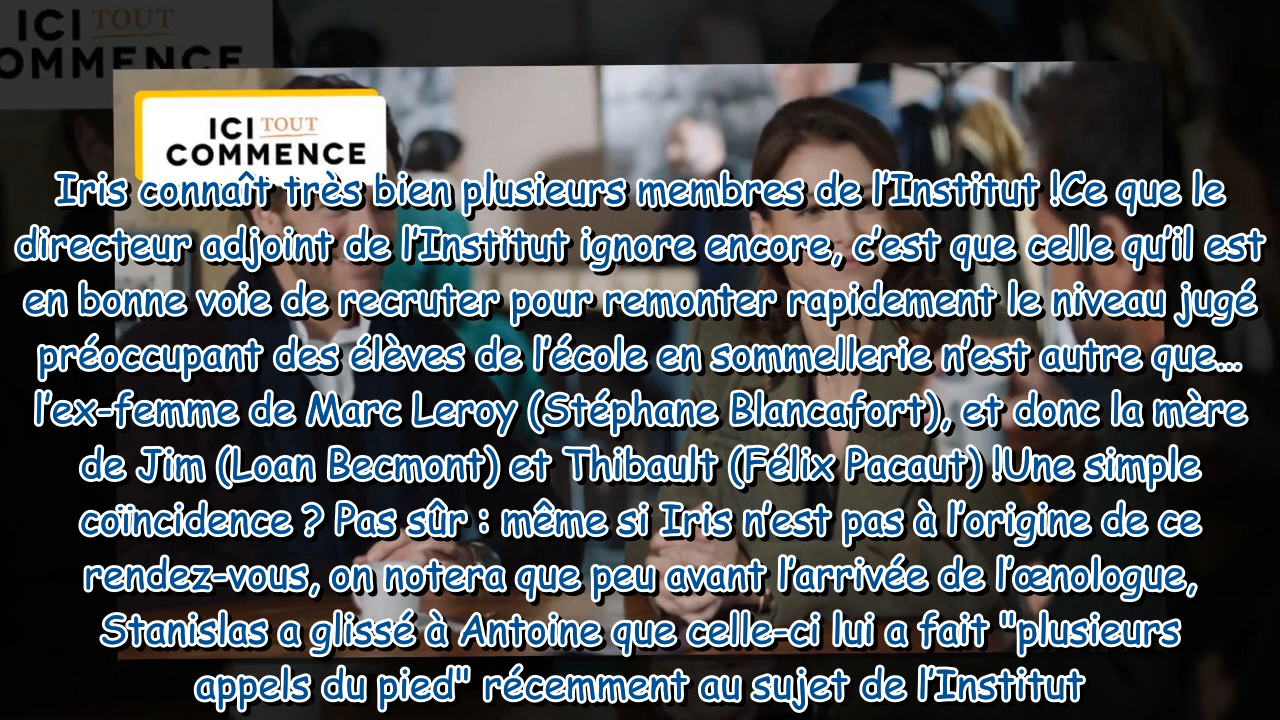 ICI TOUT
OMMENCE
ICI TOUT
COMMENCE
Iris connaît très bien plusieurs membres de l'Institut !Ce que le
directeur adjoint de l'Institut ignore encore, c'est que celle qu'il est
en bonne voie de recruter pour remonter rapidement le niveau jugé
préoccupant des élèves de l'école en sommellerie n'est autre que...
l'ex-femme de Marc Leroy (Stéphane Blancafort), et donc la mère
de Jim (Loan Becmont) et Thibault (Félix Pacaut) !Une simple
coïncidence ? Pas sûr : même si Iris n'est pas à l'origine de ce
rendez-vous, on notera que peu avant l'arrivée de l'œnologue,
Stanislas a glissé à Antoine que celle-ci lui a fait "plusieurs
appels du pied" récemment au sujet de l'Institut